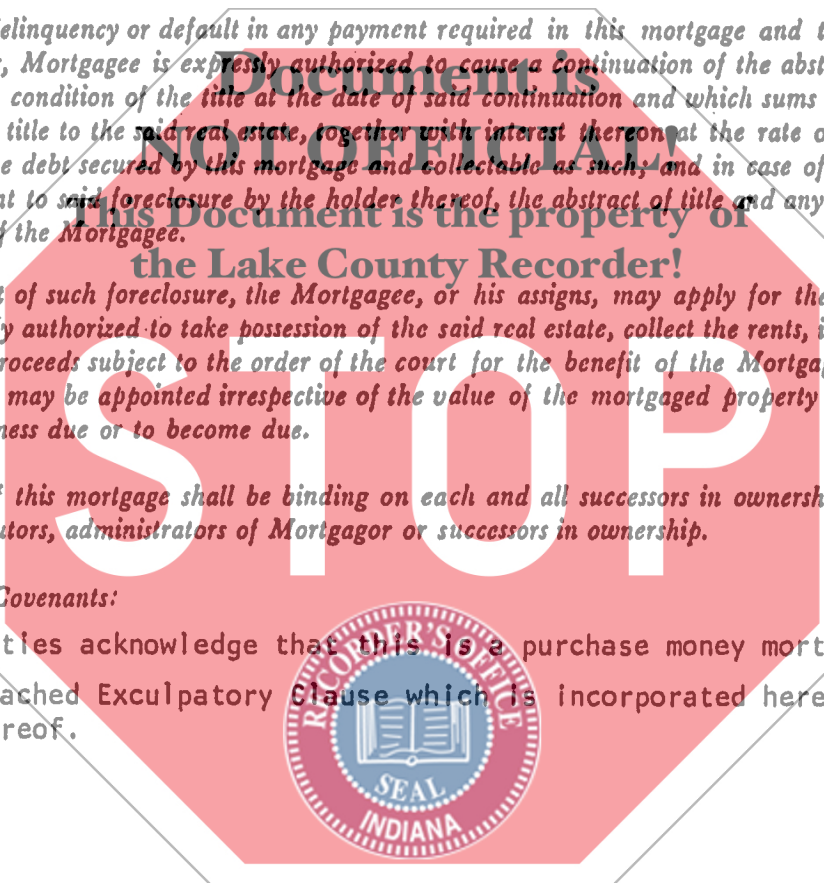 elinquency or default in any payment required in this mortgage and t
, Mortgagee is expressly authorized to cause a continuation of the abst
condition of the title at the date of said continuation and which sums
title to the said real estate, together with interest thereon at the rate o
e debt secured by this mortgage and collectable as such; and in case of
nt to said foreclosure by the holder thereof, the abstract of title and any
f the Mortgagee.
Document is
NOT OFFICIAL!
This Document is the property of
the Lake County Recorder!
t of such foreclosure, the Mortgagee, or his assigns, may apply for the
y authorized to take possession of the said real estate, collect the rents, i
roceeds subject to the order of the court for the benefit of the Mortga
may be appointed irrespective of the value of the mortgaged property
ness due or to become due.
STOP
f this mortgage shall be binding on each and all successors in ownersh
utors, administrators of Mortgagor or successors in ownership.
Covenants:
ties acknowledge that this is a purchase money mort
ached Exculpatory Clause which is incorporated here
reof.
RECORDER'S OFFICE
SEAL
INDIANA